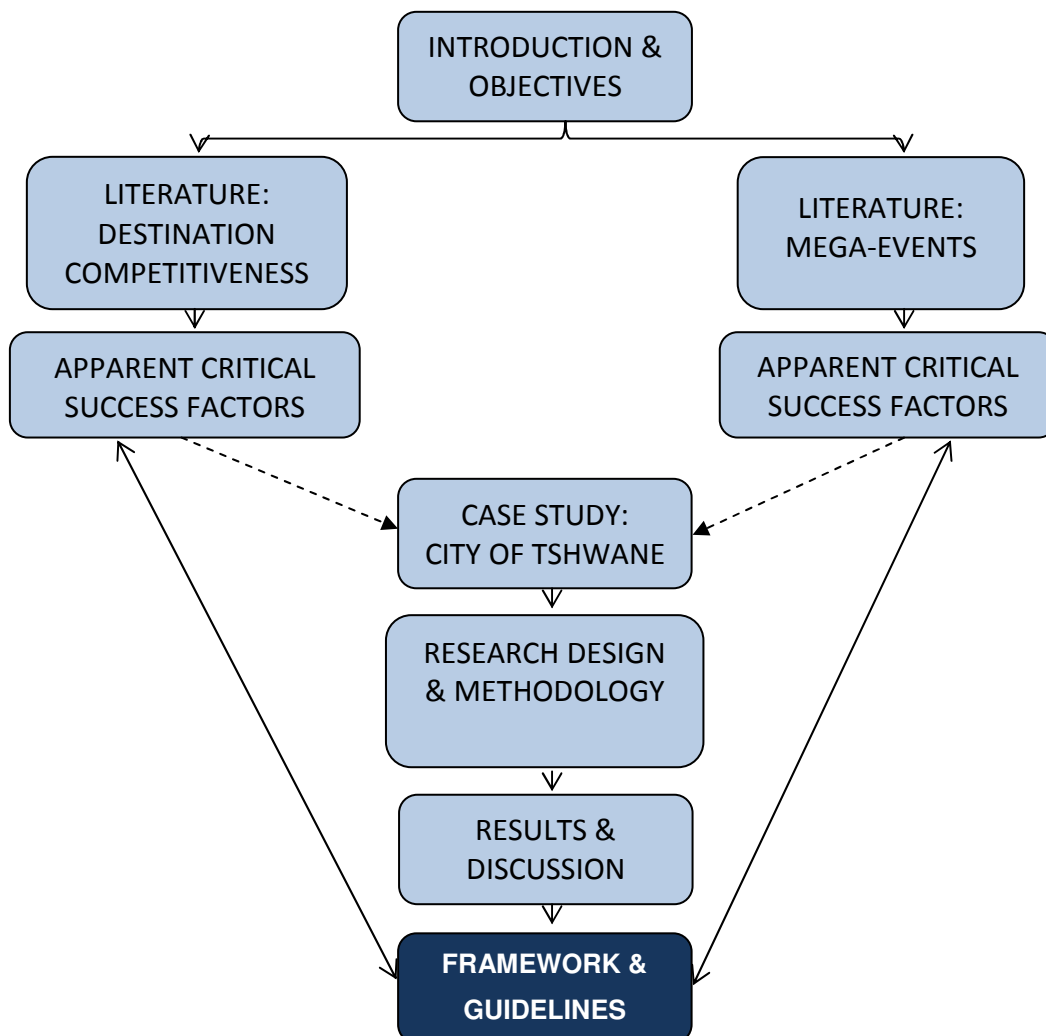 INTRODUCTION &
OBJECTIVES
LITERATURE:
DESTINATION
COMPETITIVENESS
LITERATURE:
MEGA-EVENTS
APPARENT CRITICAL
SUCCESS FACTORS
APPARENT CRITICAL
SUCCESS FACTORS
CASE STUDY:
CITY OF TSHWANE
RESEARCH DESIGN
& METHODOLOGY
RESULTS &
DISCUSSION
FRAMEWORK &
GUIDELINES